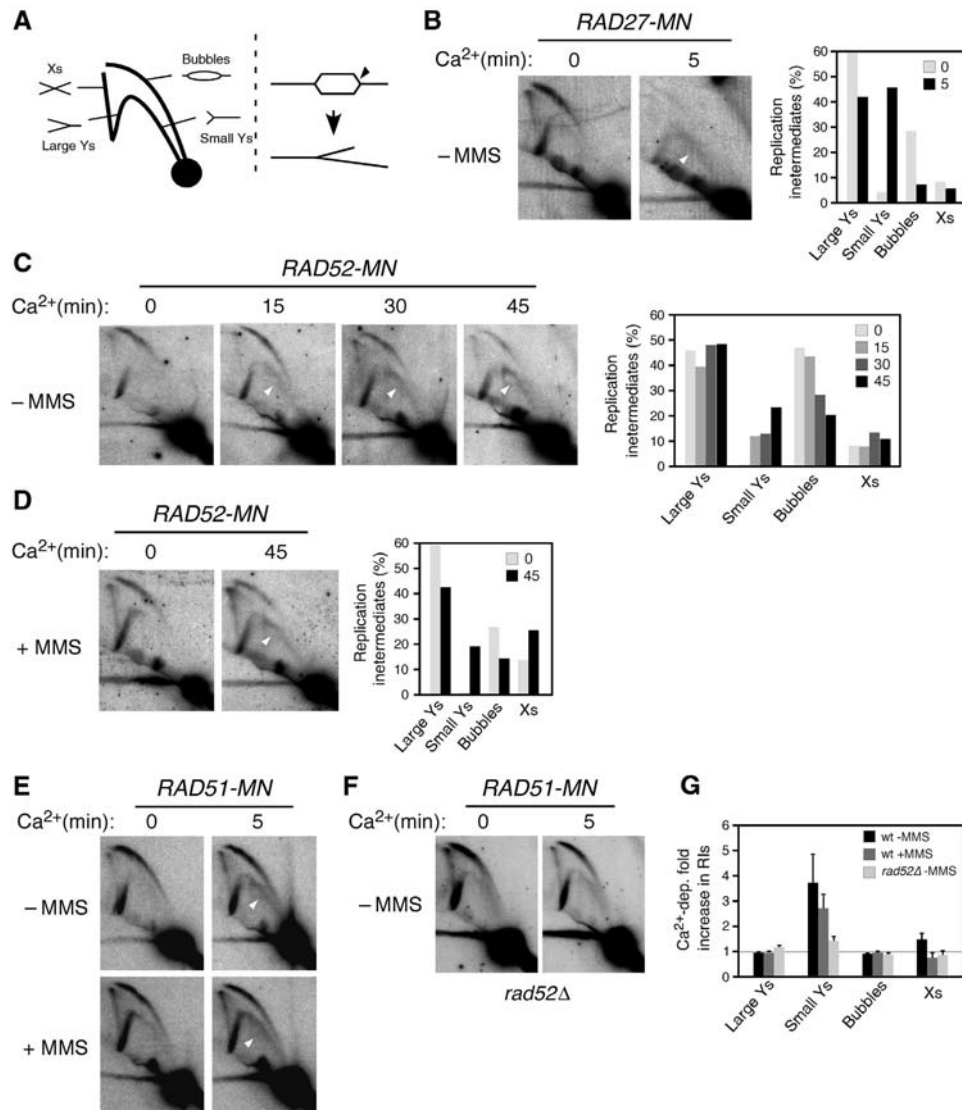 A
Xs
Bubbles
Large Ys
Small Ys
B
RAD27-MN
Ca2+(min): 0 5
– MMS
Replication inetermediates (%)
60
50
40
30
20
10
0
0
5
Large Ys
Small Ys
Bubbles
Xs
C
RAD52-MN
Ca2+(min): 0 15 30 45
– MMS
Replication inetermediates (%)
60
50
40
30
20
10
0
0
15
30
45
Large Ys
Small Ys
Bubbles
Xs
D
RAD52-MN
Ca2+(min): 0 45
+ MMS
Replication inetermediates (%)
60
50
40
30
20
10
0
0
45
Large Ys
Small Ys
Bubbles
Xs
E
RAD51-MN
Ca2+(min): 0 5
– MMS
+ MMS
F
RAD51-MN
Ca2+(min): 0 5
–MMS
rad52Δ
G
Ca2+-dep. fold increase in RIs
6
5
4
3
2
1
0
wt -MMS
wt +MMS
rad52Δ -MMS
Large Ys
Small Ys
Bubbles
Xs